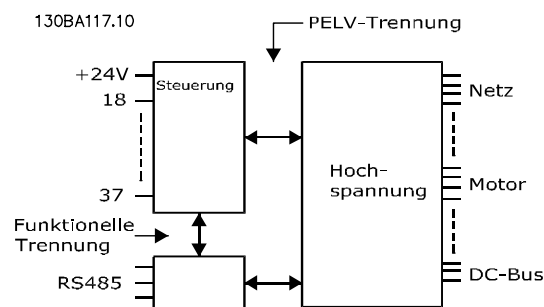 130BA117.10
PELV-Trennung
+24V
Steuerung
18
Netz
Hoch-
spannung
37
Motor
Funktionelle
Trennung
RS485
DC-Bus